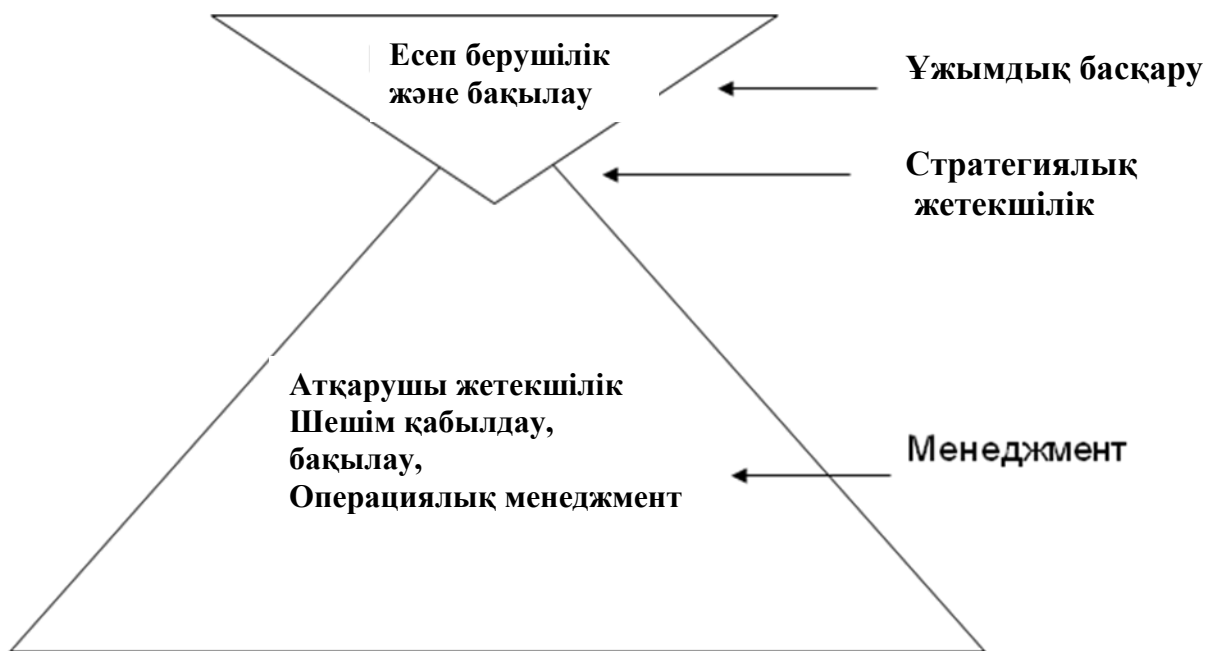 Есеп берушілік
және бақылау
Ұжымдық басқару
Стратегиялық
жетекшілік
Атқарушы жетекшілік
Шешім қабылдау,
бақылау,
Операциялық менеджмент
Менеджмент